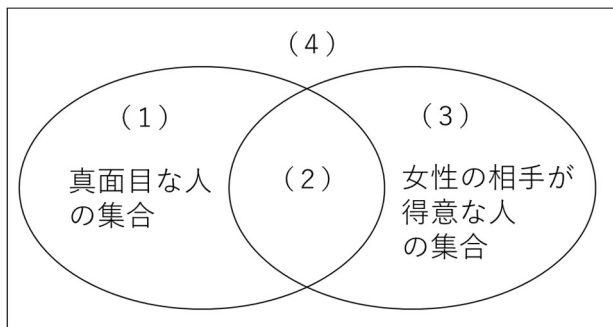 （4）
（1）
（3）
（2）
真面目な人
の集合
女性の相手が
得意な人
の集合